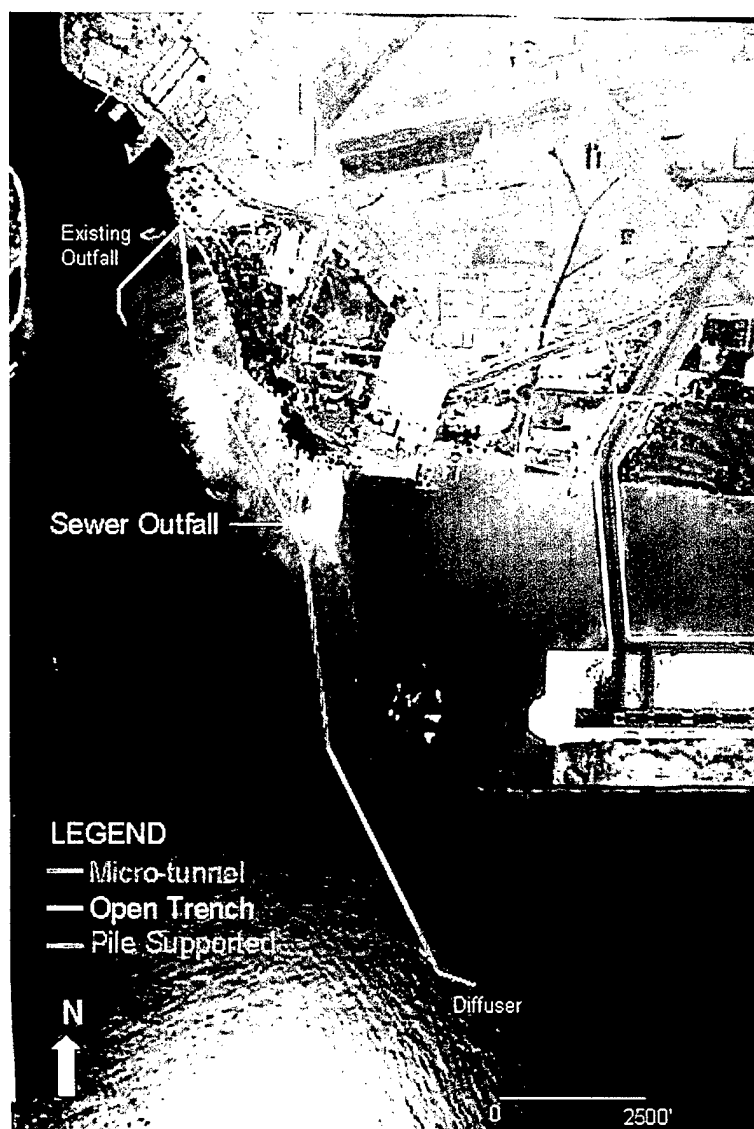 Existing
Outfall
Sewer Outfall
LEGEND
Micro-tunnel
Open Trench
Pile Supported
Diffuser
N
0 2500'